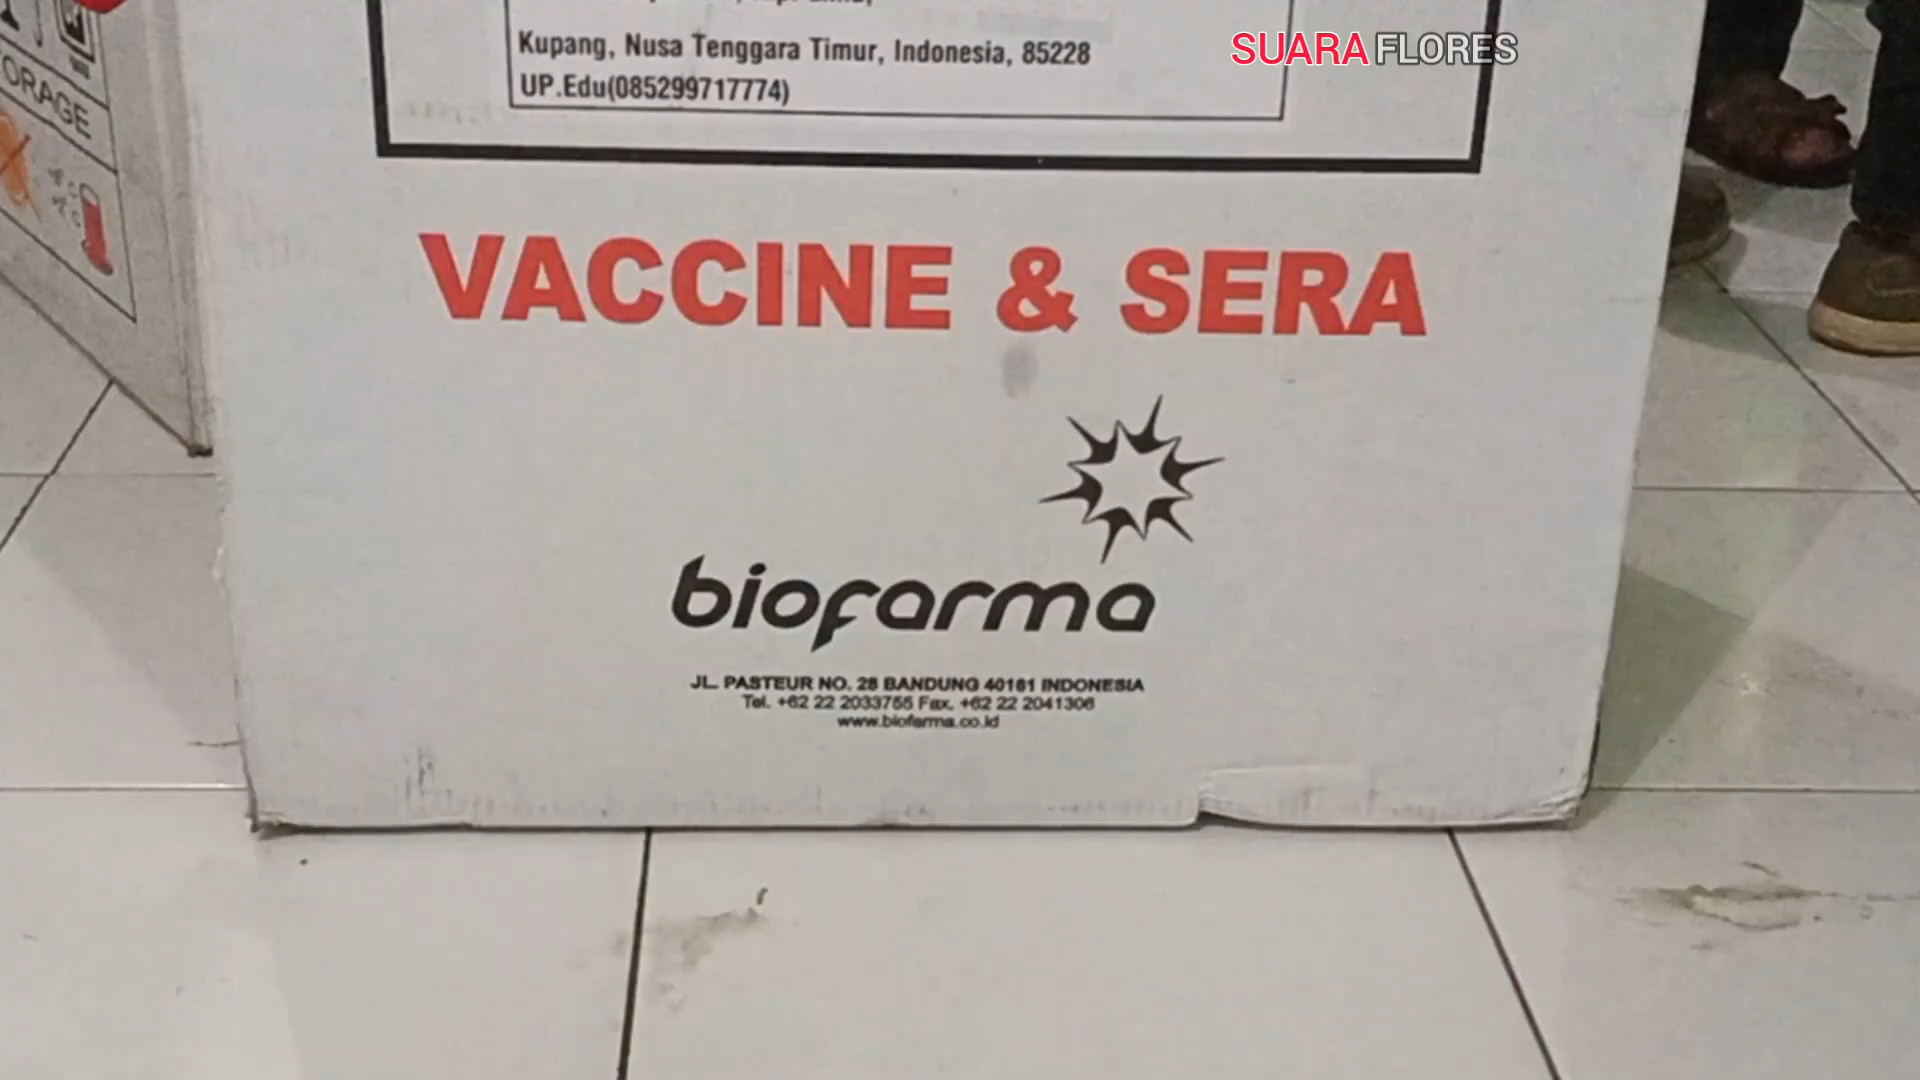 SUARA FLORES
Kupang, Nusa Tenggara Timur, Indonesia, 85228
UP.Edu(085299717774)
ORAGE
VACCINE & SERA
biofarma
JL. PASTEUR NO. 28 BANDUNG 40161 INDONESIA
Tel. +62 22 2033755 Fax. +62 22 2041306
www.biofarma.co.id